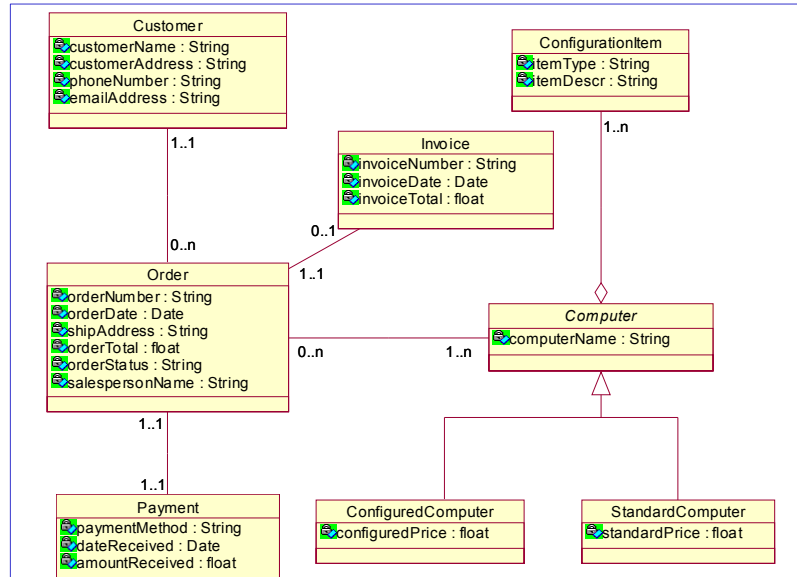 Customer
customerName : String
customerAddress : String
phoneNumber : String
emailAddress : String
ConfigurationItem
itemType : String
itemDescr : String
1..1
1..n
Invoice
invoiceNumber : String
invoiceDate : Date
invoiceTotal : float
0..1
0..n
1..1
Order
orderNumber : String
orderDate : Date
shipAddress : String
orderTotal : float
orderStatus : String
salespersonName : String
Computer
computerName : String
0..n
1..n
1..1
1..1
Payment
paymentMethod : String
dateReceived : Date
amountReceived : float
ConfiguredComputer
configuredPrice : float
StandardComputer
standardPrice : float